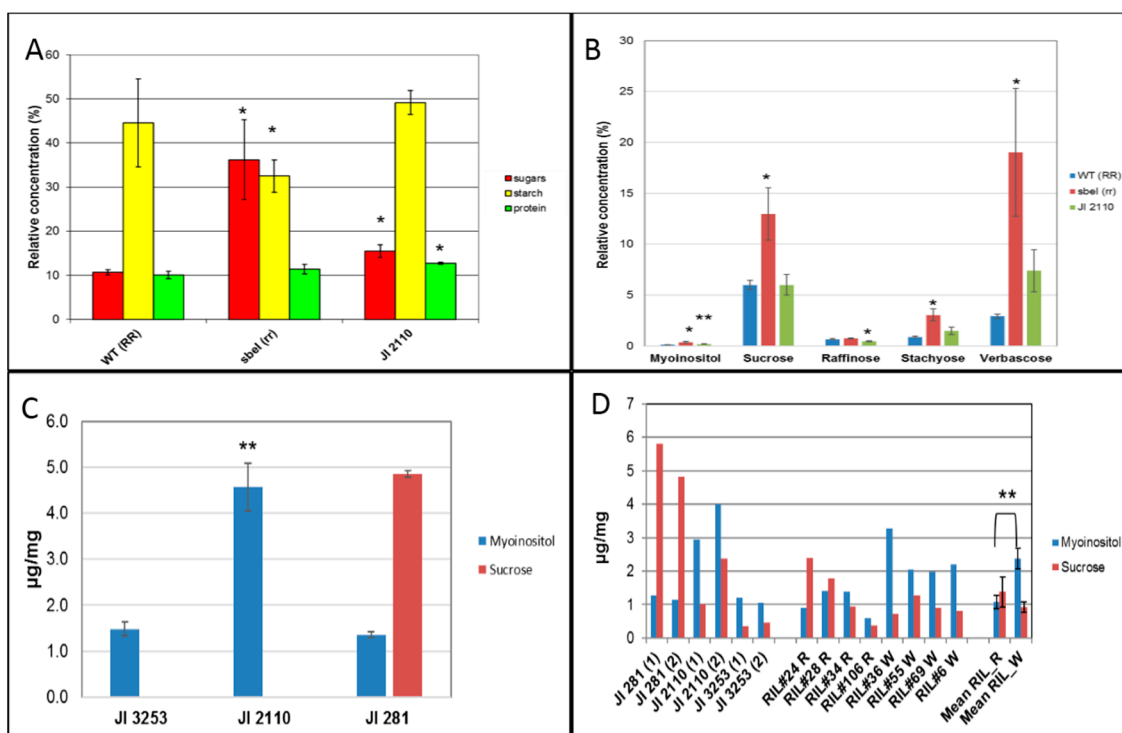 A
Relative concentration (%)
60
50
40
30
20
10
0
*
*
*
*
WT (RR)
sbeI (rr)
JI 2110
sugars
starch
protein
B
Relative concentration (%)
30
25
20
15
10
5
0
*
**
*
*
*
*
Myoinositol
Sucrose
Raffinose
Stachyose
Verbascose
WT (RR)
sbeI (rr)
JI 2110
C
µg/mg
6.0
5.0
4.0
3.0
2.0
1.0
0.0
**
JI 3253
JI 2110
JI 281
Myoinositol
Sucrose
D
µg/mg
7
6
5
4
3
2
1
0
**
JI 281 (1)
JI 281 (2)
JI 2110 (1)
JI 2110 (2)
JI 3253 (1)
JI 3253 (2)
RIL#24 R
RIL#28 R
RIL#34 R
RIL#106 R
RIL#36 W
RIL#55 W
RIL#69 W
RIL#6 W
Mean RIL_R
Mean RIL_W
Myoinositol
Sucrose